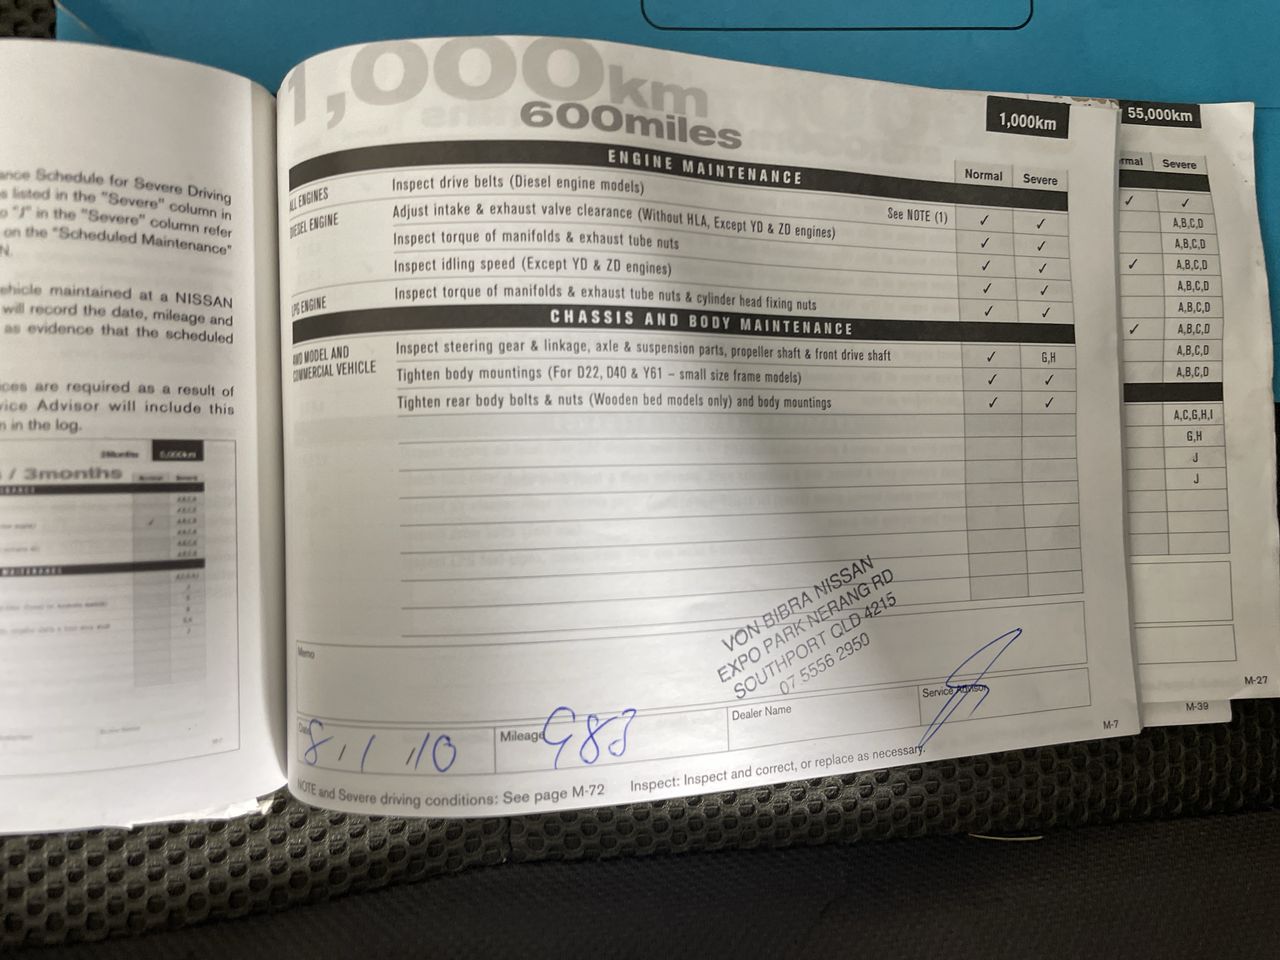 ance Schedule for Severe Driving
s listed in the "Severe" column in
o "J" in the "Severe" column refer
on the "Scheduled Maintenance"
N.
ehicle maintained at a NISSAN
will record the date, mileage and
as evidence that the scheduled
ces are required as a result of
vice Advisor will include this
n in the log.
5,000km
/ 3months
1,000km
600miles
1,000km
ENGINE MAINTENANCE
Normal Severe
ALL ENGINES Inspect drive belts (Diesel engine models) See NOTE (1) ✓ ✓
DIESEL ENGINE Adjust intake & exhaust valve clearance (Without HLA, Except YD & ZD engines) ✓ ✓
Inspect torque of manifolds & exhaust tube nuts ✓ ✓
Inspect idling speed (Except YD & ZD engines) ✓ ✓
LPG ENGINE Inspect torque of manifolds & exhaust tube nuts & cylinder head fixing nuts ✓ ✓
CHASSIS AND BODY MAINTENANCE
4WD MODEL AND COMMERCIAL VEHICLE Inspect steering gear & linkage, axle & suspension parts, propeller shaft & front drive shaft ✓ G,H
Tighten body mountings (For D22, D40 & Y61 – small size frame models) ✓ ✓
Tighten rear body bolts & nuts (Wooden bed models only) and body mountings ✓ ✓
VON BIBRA NISSAN
EXPO PARK NERANG RD
SOUTHPORT QLD 4215
07 5556 2950
Memo
Date 8 / 1 / 10 Mileage 983 Dealer Name Service Advisor
M-7
NOTE and Severe driving conditions: See page M-72 Inspect: Inspect and correct, or replace as necessary.
55,000km
rmal Severe
✓ ✓
A,B,C,D
A,B,C,D
✓ A,B,C,D
A,B,C,D
A,B,C,D
✓ A,B,C,D
A,B,C,D
A,B,C,D
A,C,G,H,I
G,H
J
J
M-27
M-39